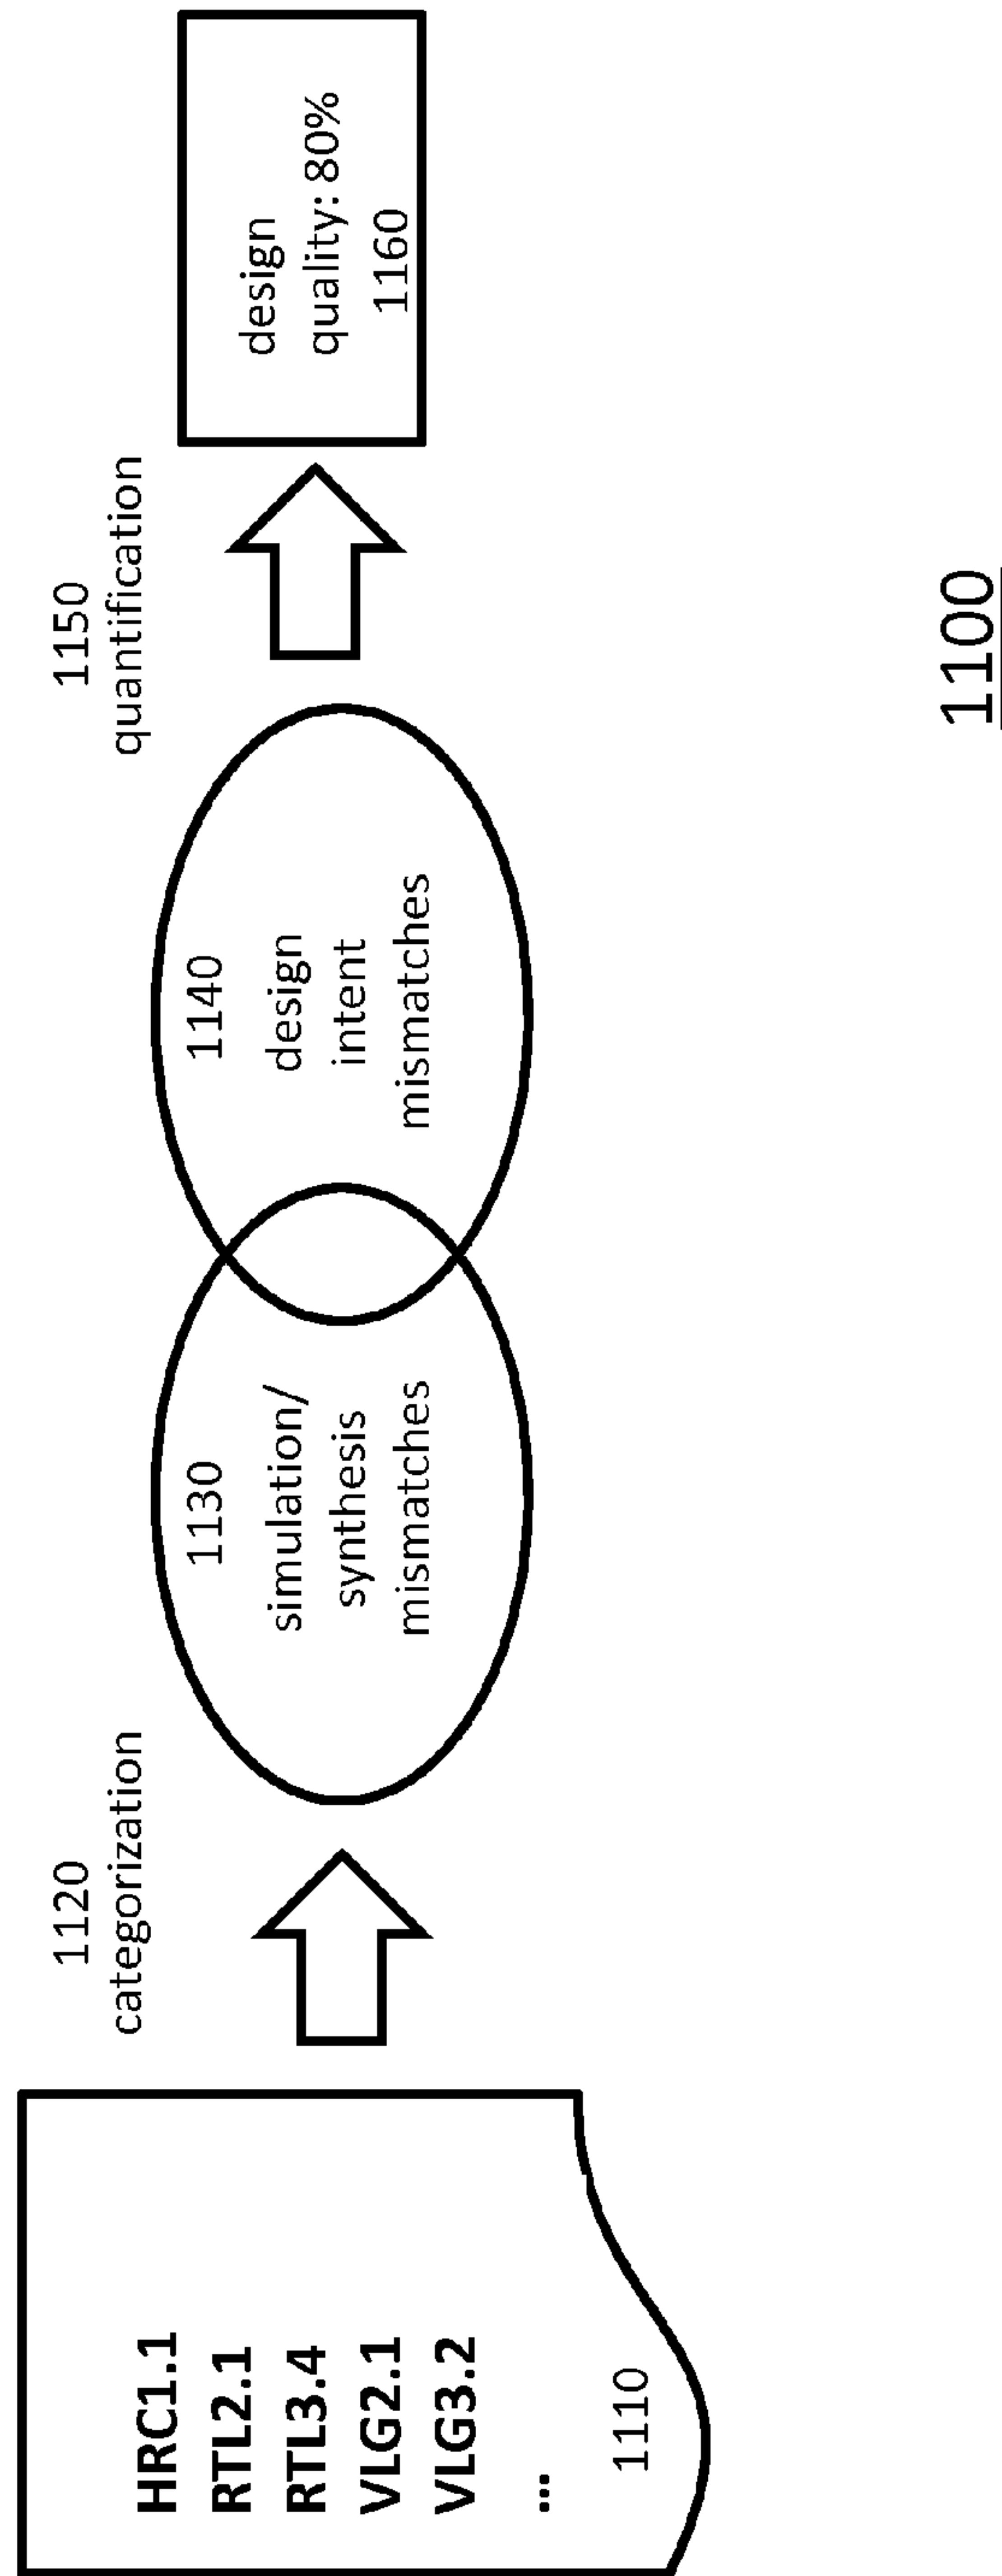 HRC1.1
RTL2.1
RTL3.4
VLG2.1
VLG3.2
...
1110
1120
categorization
1130
simulation/
synthesis
mismatches
1140
design
intent
mismatches
1150
quantification
design
quality: 80%
1160
1100